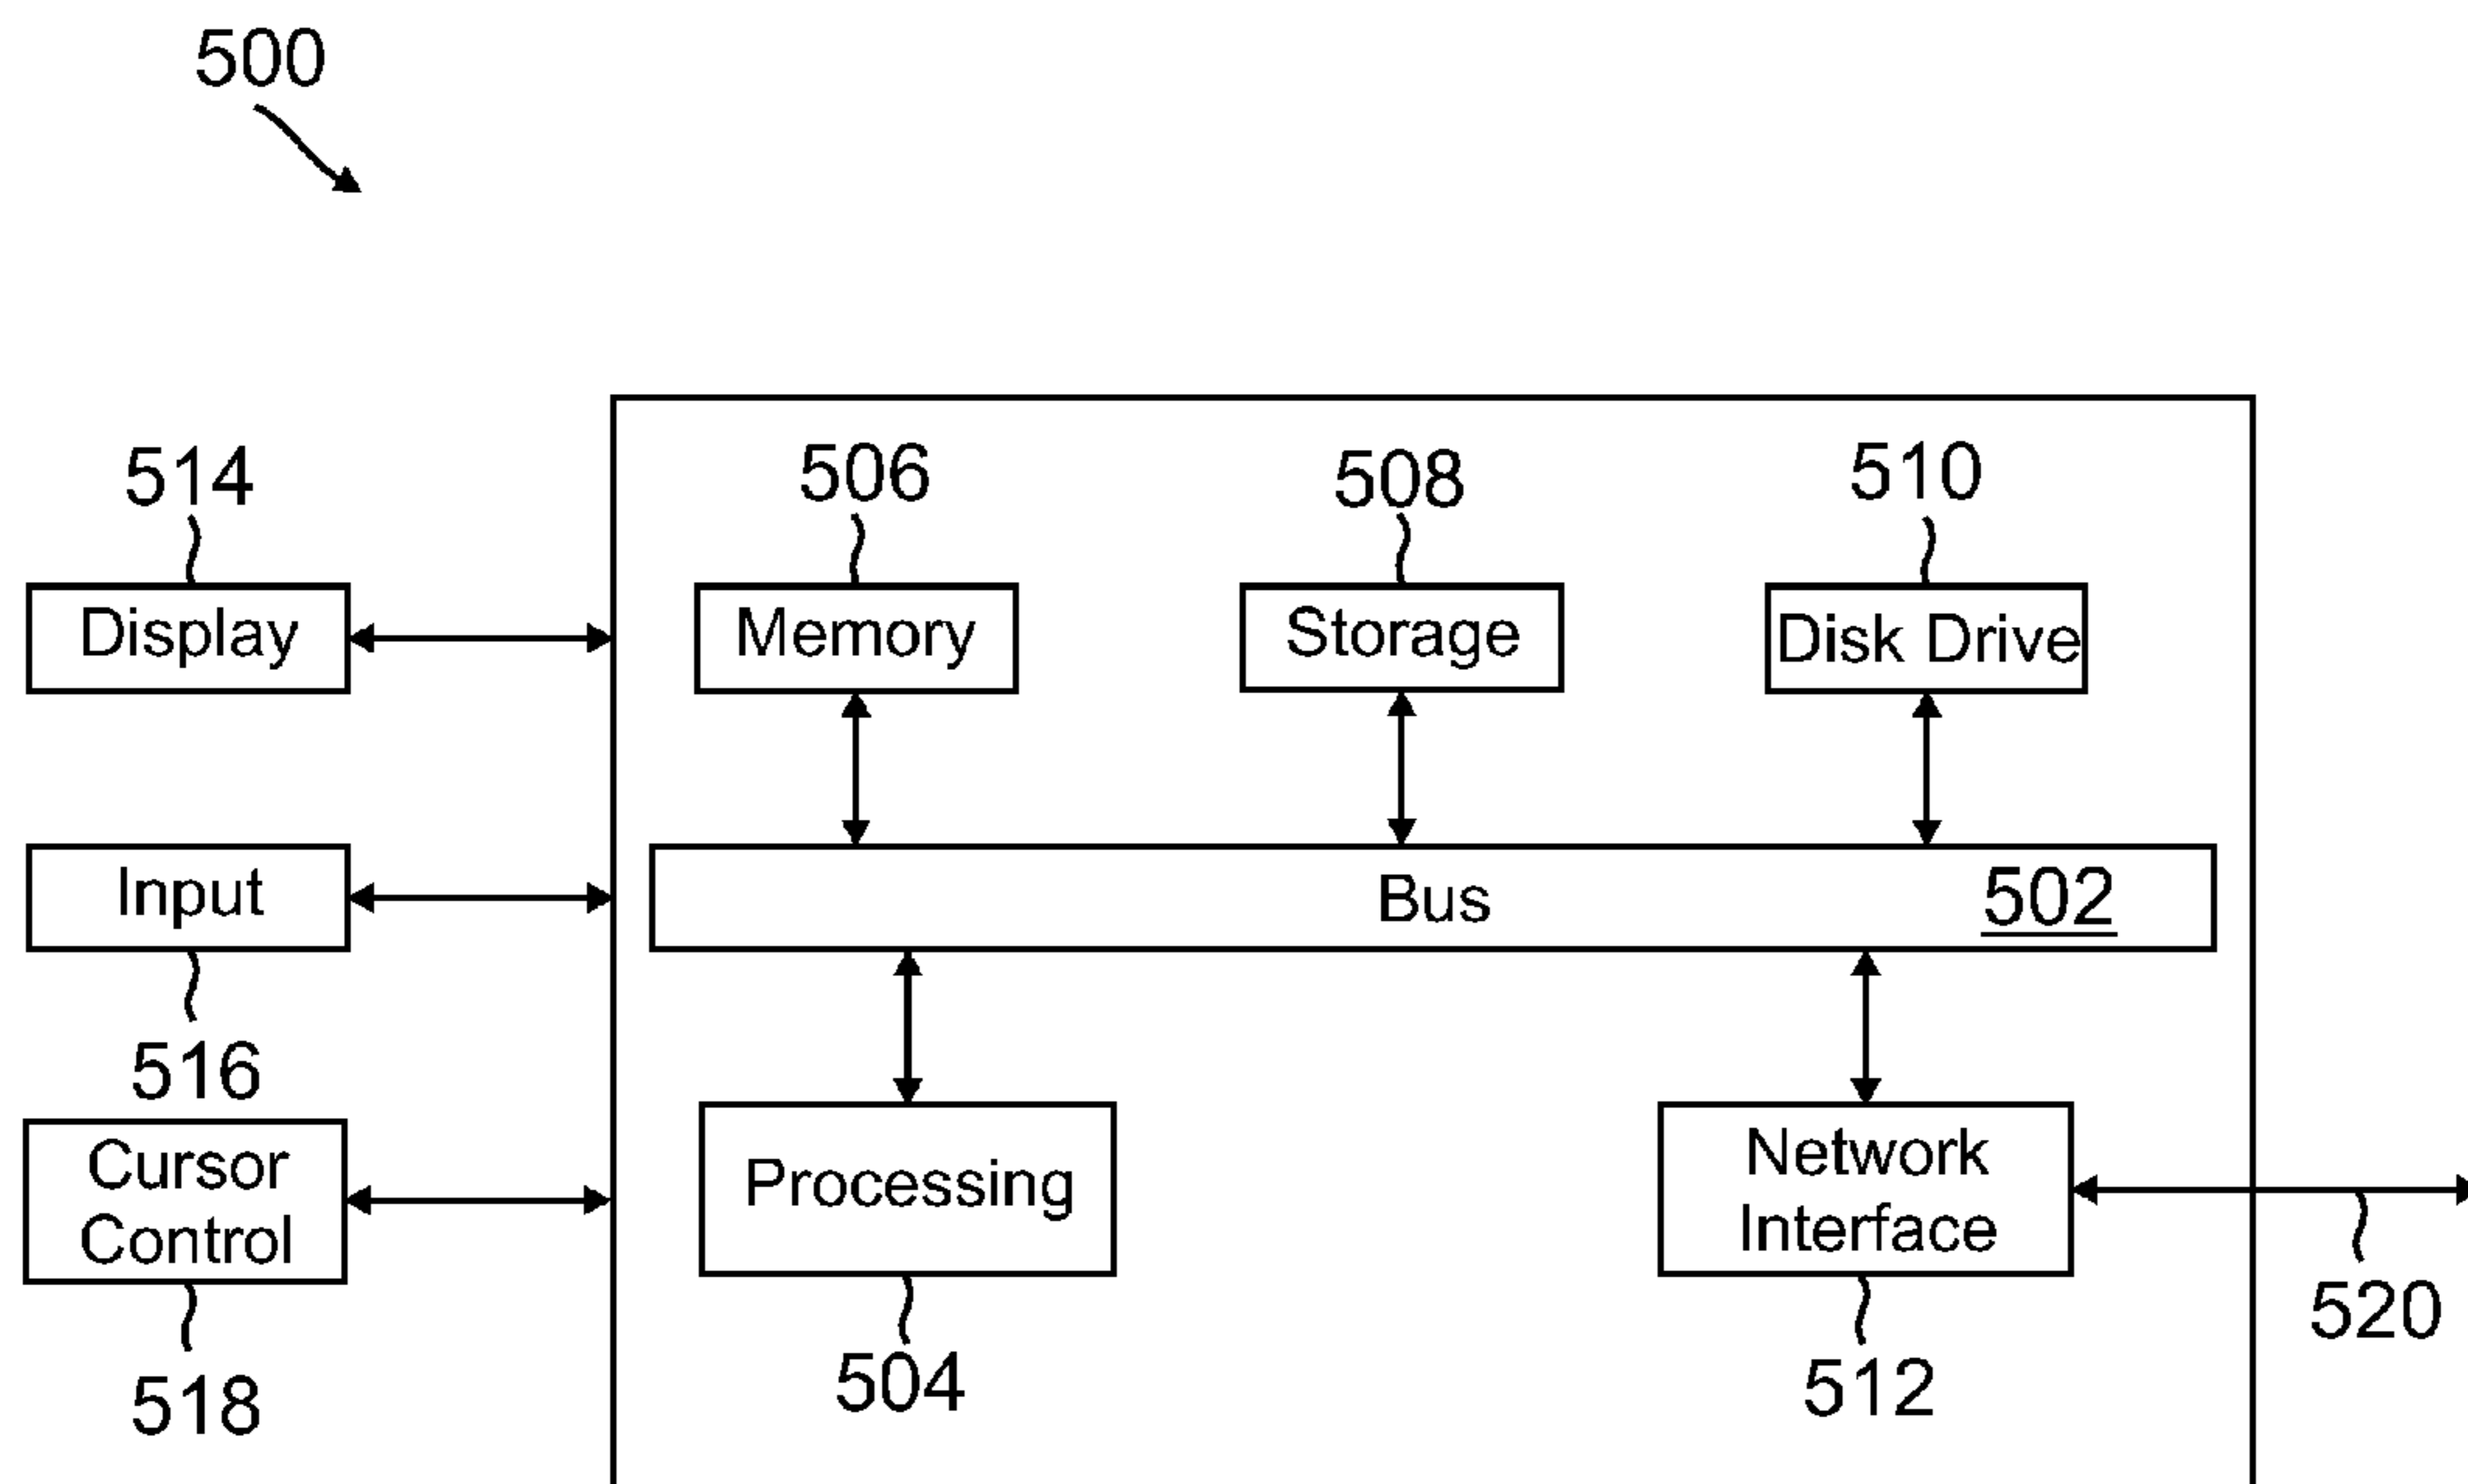 500
514
506
508
510
Display
Memory
Storage
Disk Drive
Input
Bus
502
516
Cursor
Control
Processing
Network
Interface
518
504
512
520